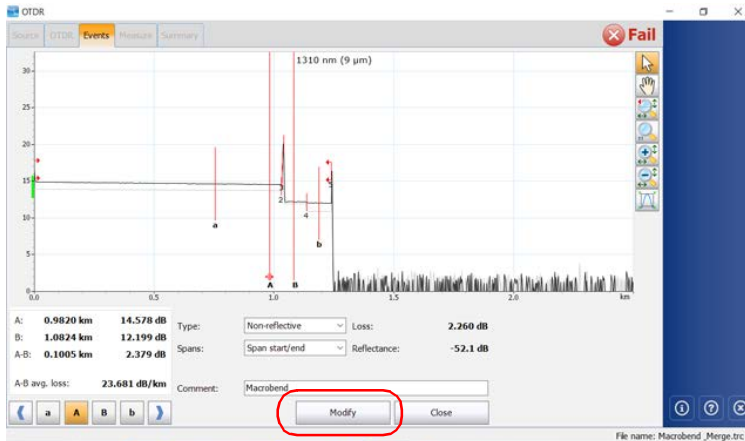 OTDR
Source OTDR Events Measure Summary
Fail
1310 nm (9 µm)
30
25
20
15
10
5
0
0.0 0.5 1.0 1.5 2.0 km
a
A
B
b
2
3
4
5
A: 0.9820 km 14.578 dB
B: 1.0824 km 12.199 dB
A-B: 0.1005 km 2.379 dB
A-B avg. loss: 23.681 dB/km
Type: Non-reflective Loss: 2.260 dB
Spans: Span start/end Reflectance: -52.1 dB
Comment: Macrobend
a A B b
Modify Close
File name: Macrobend _Merge.trc